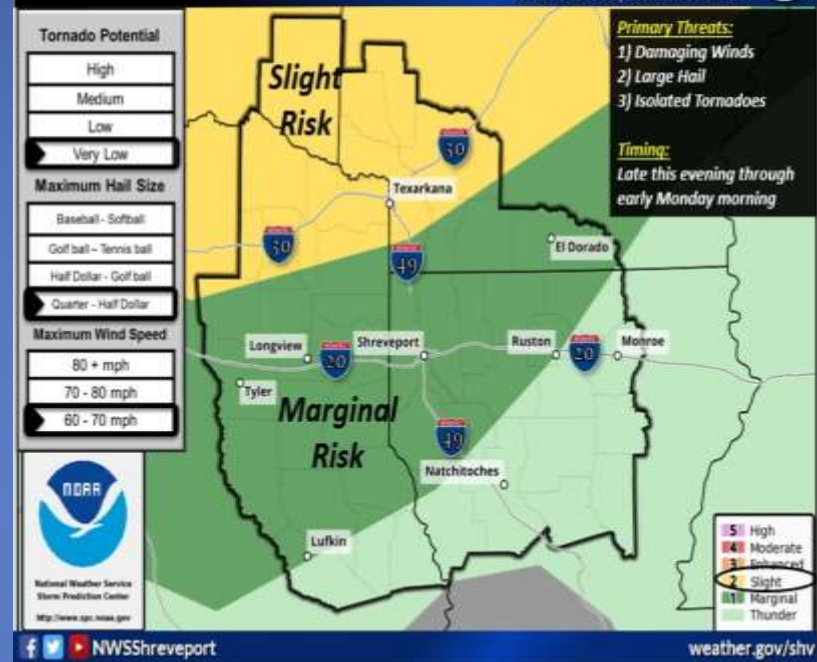 Tornado Potential
High
Medium
Low
Very Low
Maximum Hail Size
Baseball - Softball
Golf ball – Tennis ball
Half Dollar - Golf ball
Quarter - Half Dollar
Maximum Wind Speed
80 + mph
70 - 80 mph
60 - 70 mph
NOAA
National Weather Service
Storm Prediction Center
http://www.spc.noaa.gov
Slight
Risk
30
Texarkana
30
49
El Dorado
Longview
20
Shreveport
Ruston
20
Monroe
Tyler
Marginal
Risk
49
Natchitoches
Lufkin
Primary Threats:
1) Damaging Winds
2) Large Hail
3) Isolated Tornadoes
Timing:
Late this evening through
early Monday morning
5 High
4 Moderate
3 Enhanced
2 Slight
1 Marginal
Thunder
NWSShreveport
weather.gov/shv